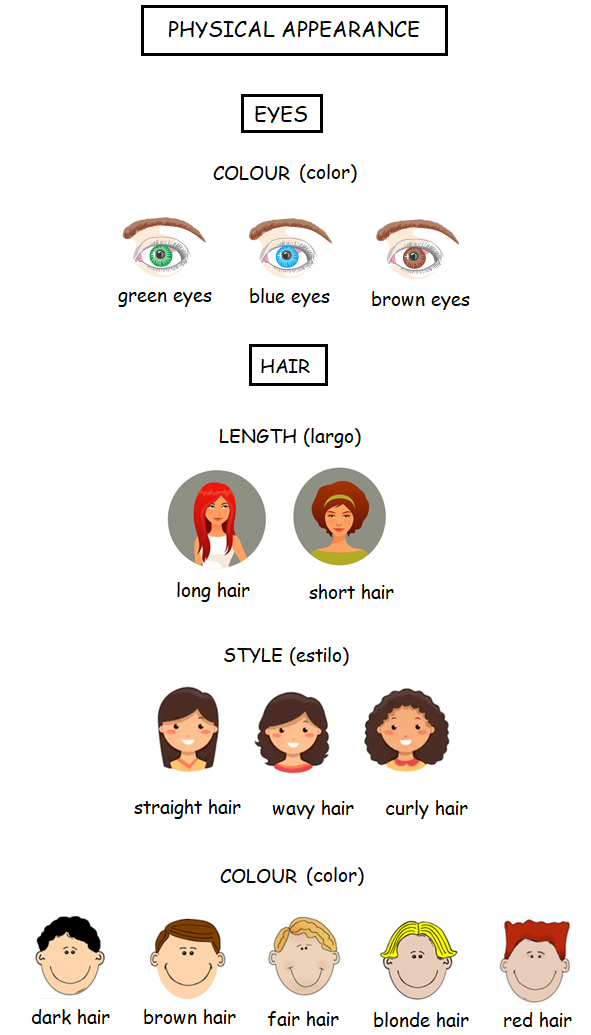 PHYSICAL APPEARANCE
EYES
COLOUR (color)
green eyes blue eyes brown eyes
HAIR
LENGTH (largo)
long hair short hair
STYLE (estilo)
straight hair wavy hair curly hair
COLOUR (color)
dark hair brown hair fair hair blonde hair red hair